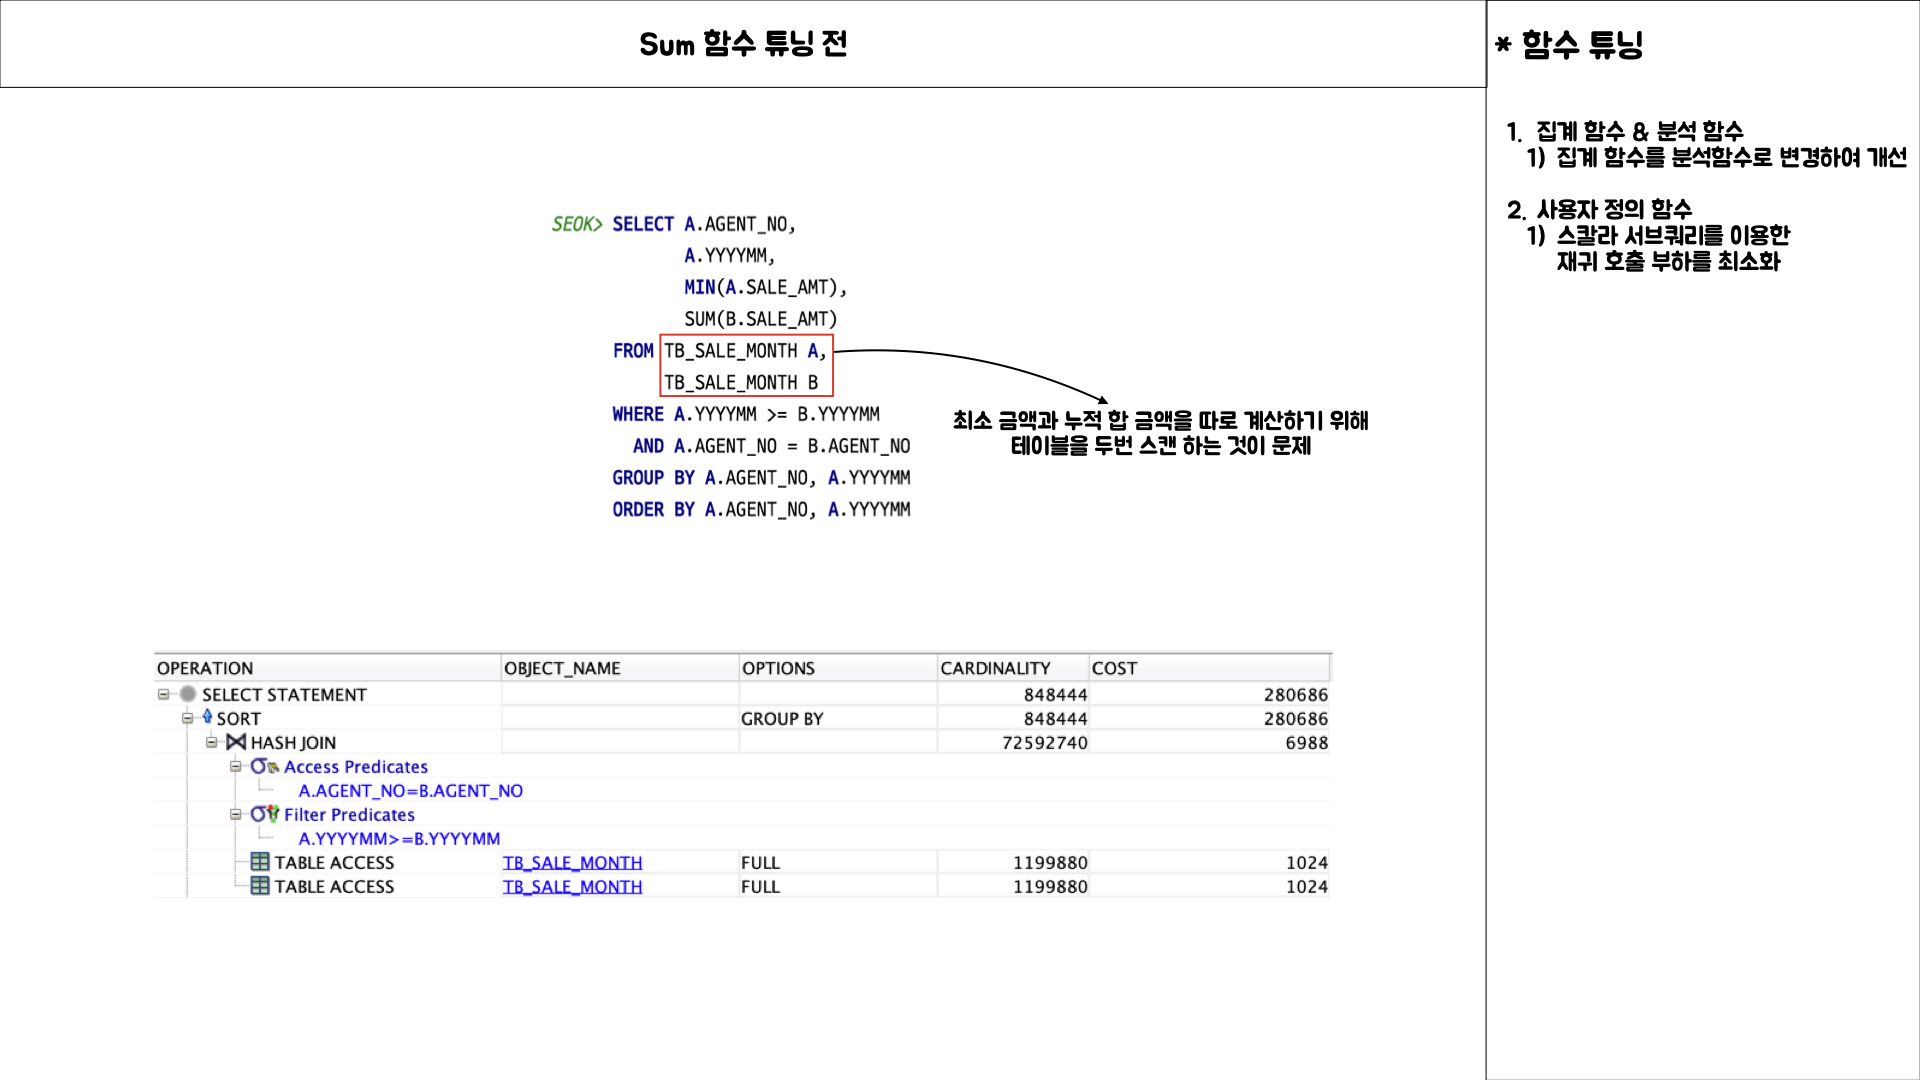 Sum 함수 튜닝 전
* 함수 튜닝
1. 집계 함수 & 분석 함수
1) 집계 함수를 분석함수로 변경하여 개선
2. 사용자 정의 함수
1) 스칼라 서브쿼리를 이용한
재귀 호출 부하를 최소화
SEOK> SELECT A.AGENT_NO,
A.YYYYMM,
MIN(A.SALE_AMT),
SUM(B.SALE_AMT)
FROM TB_SALE_MONTH A,
TB_SALE_MONTH B
WHERE A.YYYYMM >= B.YYYYMM
AND A.AGENT_NO = B.AGENT_NO
GROUP BY A.AGENT_NO, A.YYYYMM
ORDER BY A.AGENT_NO, A.YYYYMM
최소 금액과 누적 합 금액을 따로 계산하기 위해
테이블을 두번 스캔 하는 것이 문제
OPERATION OBJECT_NAME OPTIONS CARDINALITY COST
SELECT STATEMENT 848444 280686
SORT GROUP BY 848444 280686
HASH JOIN 72592740 6988
Access Predicates
A.AGENT_NO=B.AGENT_NO
Filter Predicates
A.YYYYMM>=B.YYYYMM
TABLE ACCESS TB_SALE_MONTH FULL 1199880 1024
TABLE ACCESS TB_SALE_MONTH FULL 1199880 1024